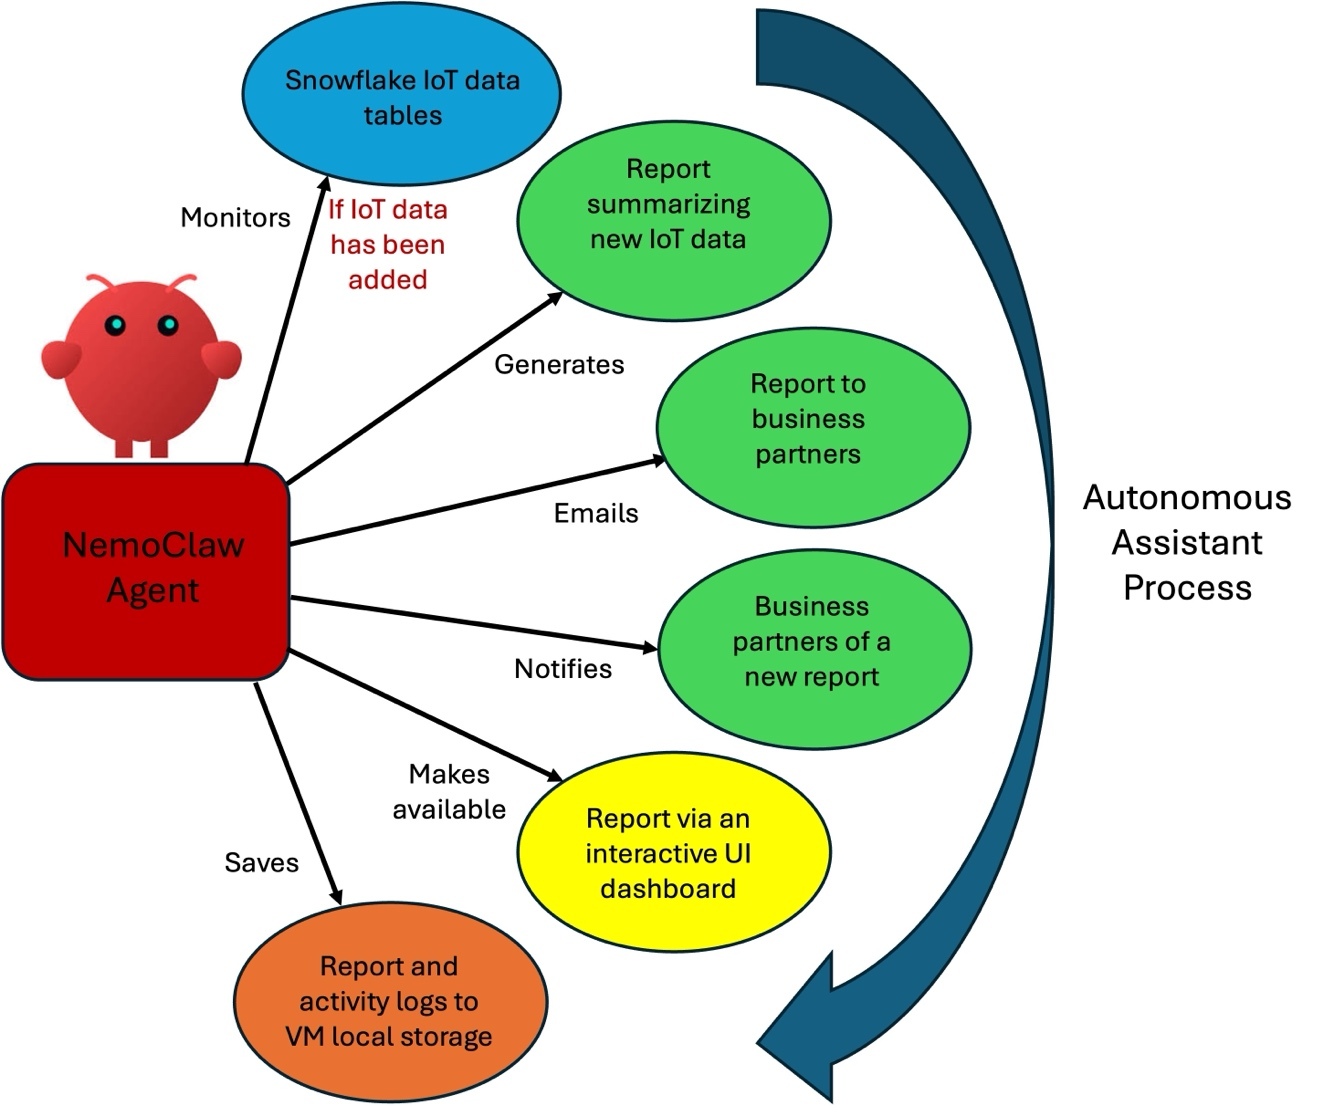 Snowflake IoT data
tables
Monitors
If IoT data
has been
added
Report
summarizing
new IoT data
Generates
Report to
business
partners
Emails
NemoClaw
Agent
Autonomous
Assistant
Process
Business
partners of a
new report
Notifies
Makes
available
Report via an
interactive UI
dashboard
Saves
Report and
activity logs to
VM local storage